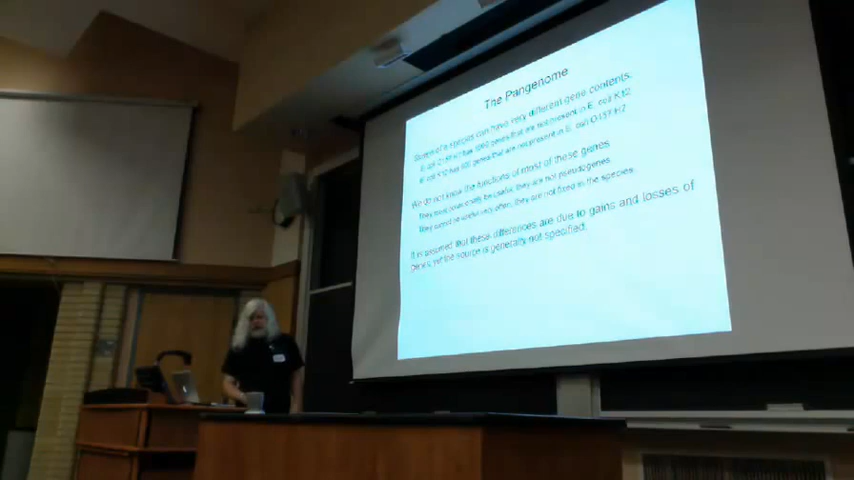 The Pangenome
Strains of a species can have very different gene contents.
E. coli O157:H7 has 1000 genes that are not present in E. coli K12
E. coli K12 has 500 genes that are not present in E. coli O157:H7
We do not know the functions of most of these genes
They must occasionally be useful, they are not pseudogenes
They cannot be useful very often, they are not fixed in the species
It is assumed that these differences are due to gains and losses of
genes, yet the source is generally not specified.